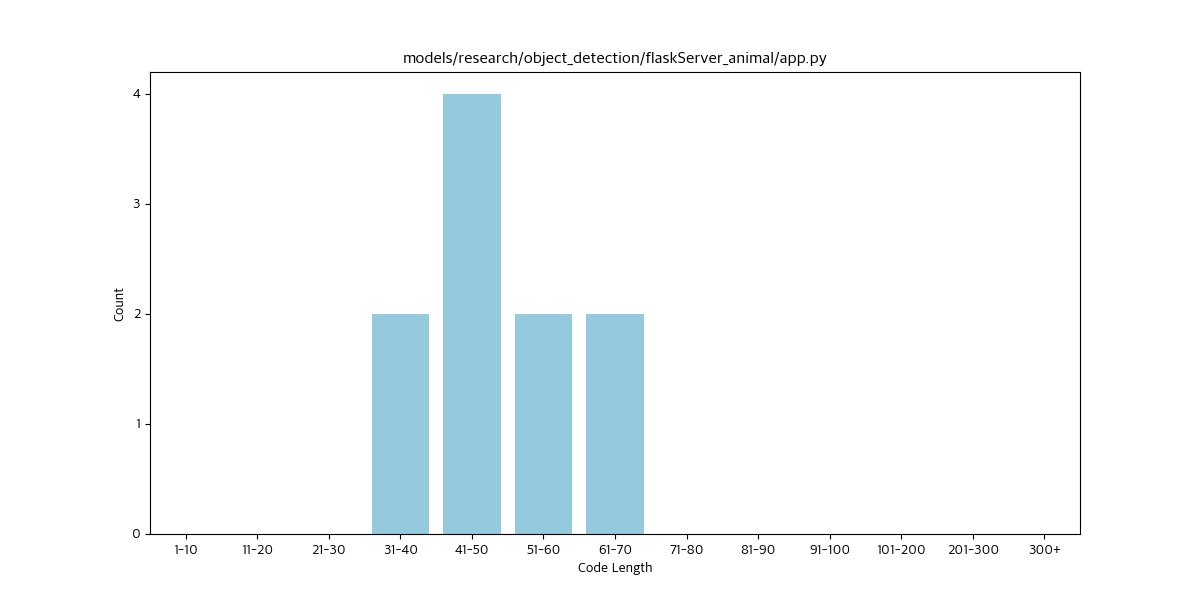 models/research/object_detection/flaskServer_animal/app.py
4
3
2
1
0
Count
1-10 11-20 21-30 31-40 41-50 51-60 61-70 71-80 81-90 91-100 101-200 201-300 300+
Code Length